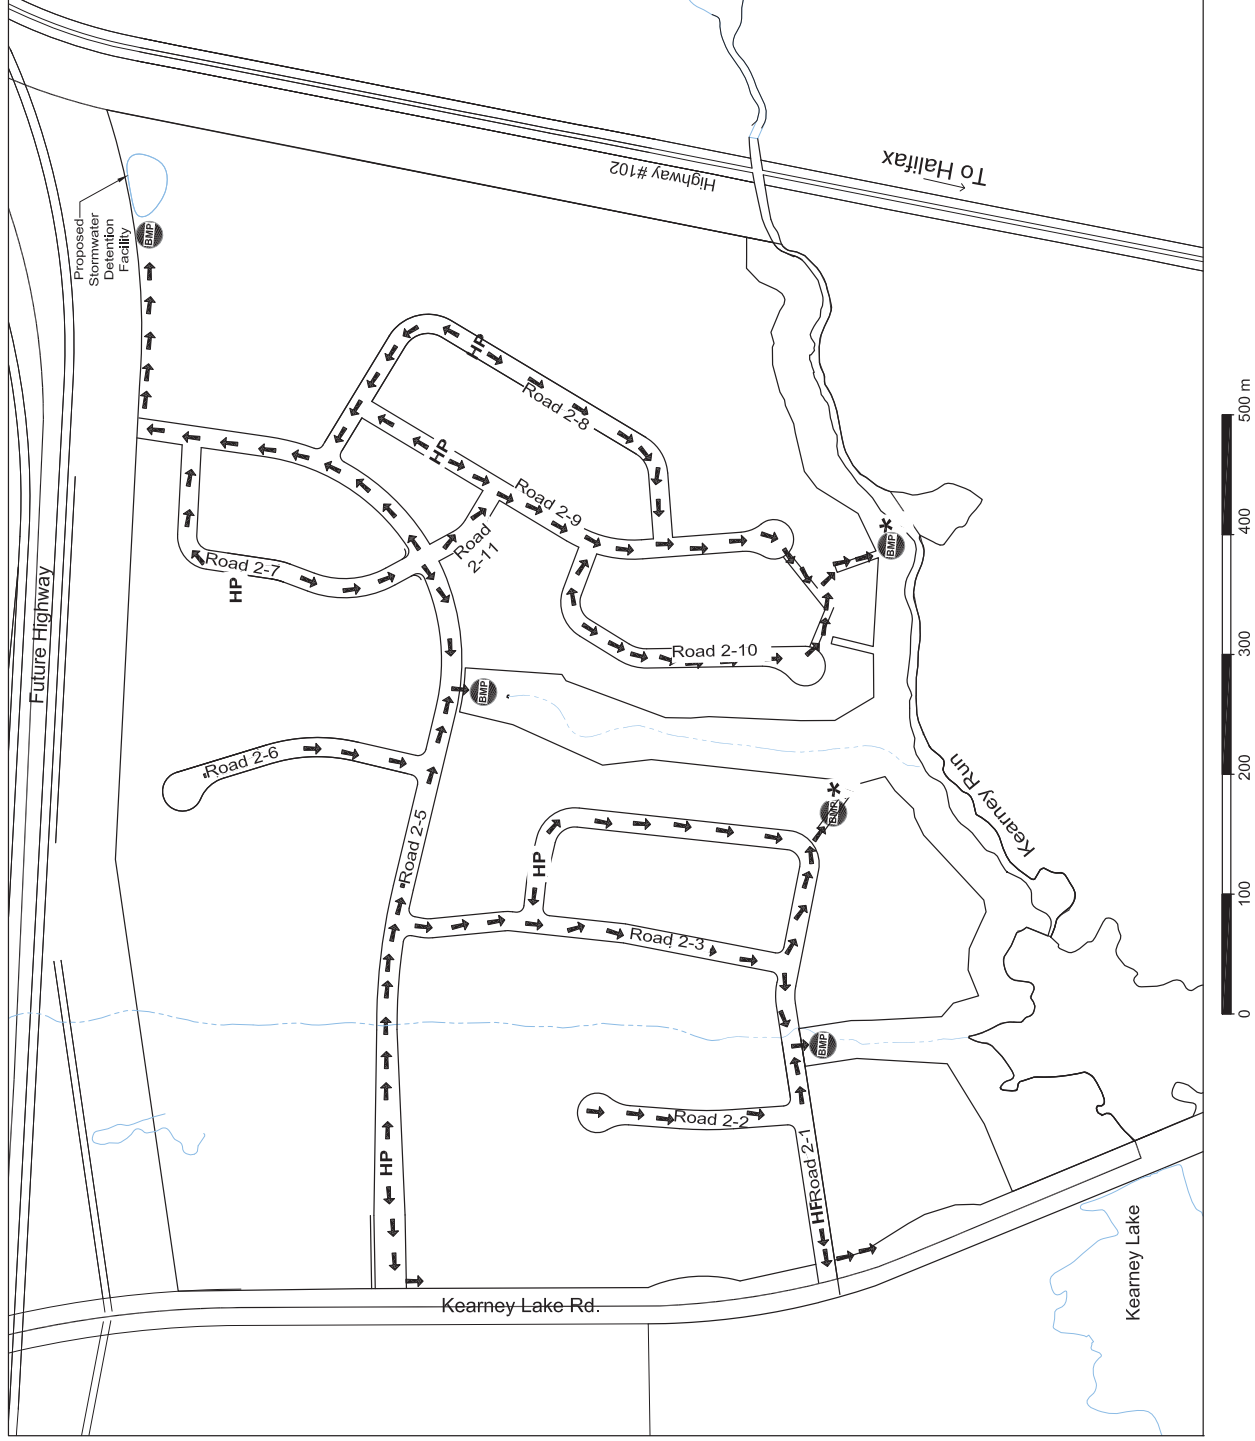 Proposed
Stormwater
Detention
Facility
BMP
Highway #102
To Halifax
Future Highway
HP
Road 2-8
HP
Road 2-9
Road
2-11
Road 2-7
HP
BMP
*
500 m
400
300
200
100
0
Road 2-10
BMP
Road 2-6
Road 2-5
BMP
*
Kearney Run
HP
Road 2-3
BMP
Road 2-2
HP
Road 2-1
HP
Kearney Lake Rd.
Kearney Lake